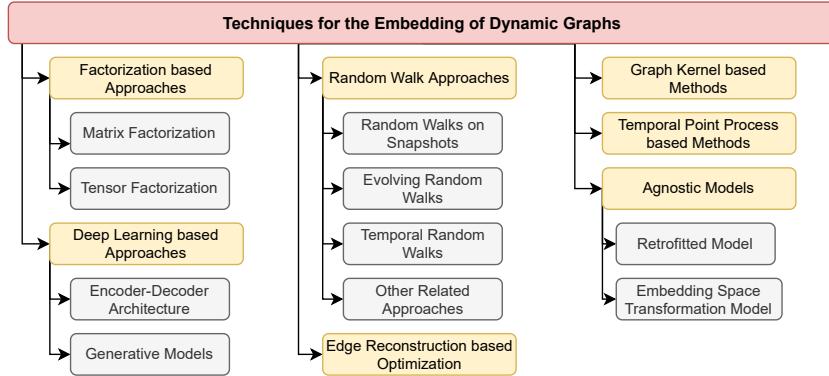 Techniques for the Embedding of Dynamic Graphs
Factorization based
Approaches
Matrix Factorization
Tensor Factorization
Deep Learning based
Approaches
Encoder-Decoder
Architecture
Generative Models
Random Walk Approaches
Random Walks on
Snapshots
Evolving Random
Walks
Temporal Random
Walks
Other Related
Approaches
Edge Reconstruction based
Optimization
Graph Kernel based
Methods
Temporal Point Process
based Methods
Agnostic Models
Retrofitted Model
Embedding Space
Transformation Model